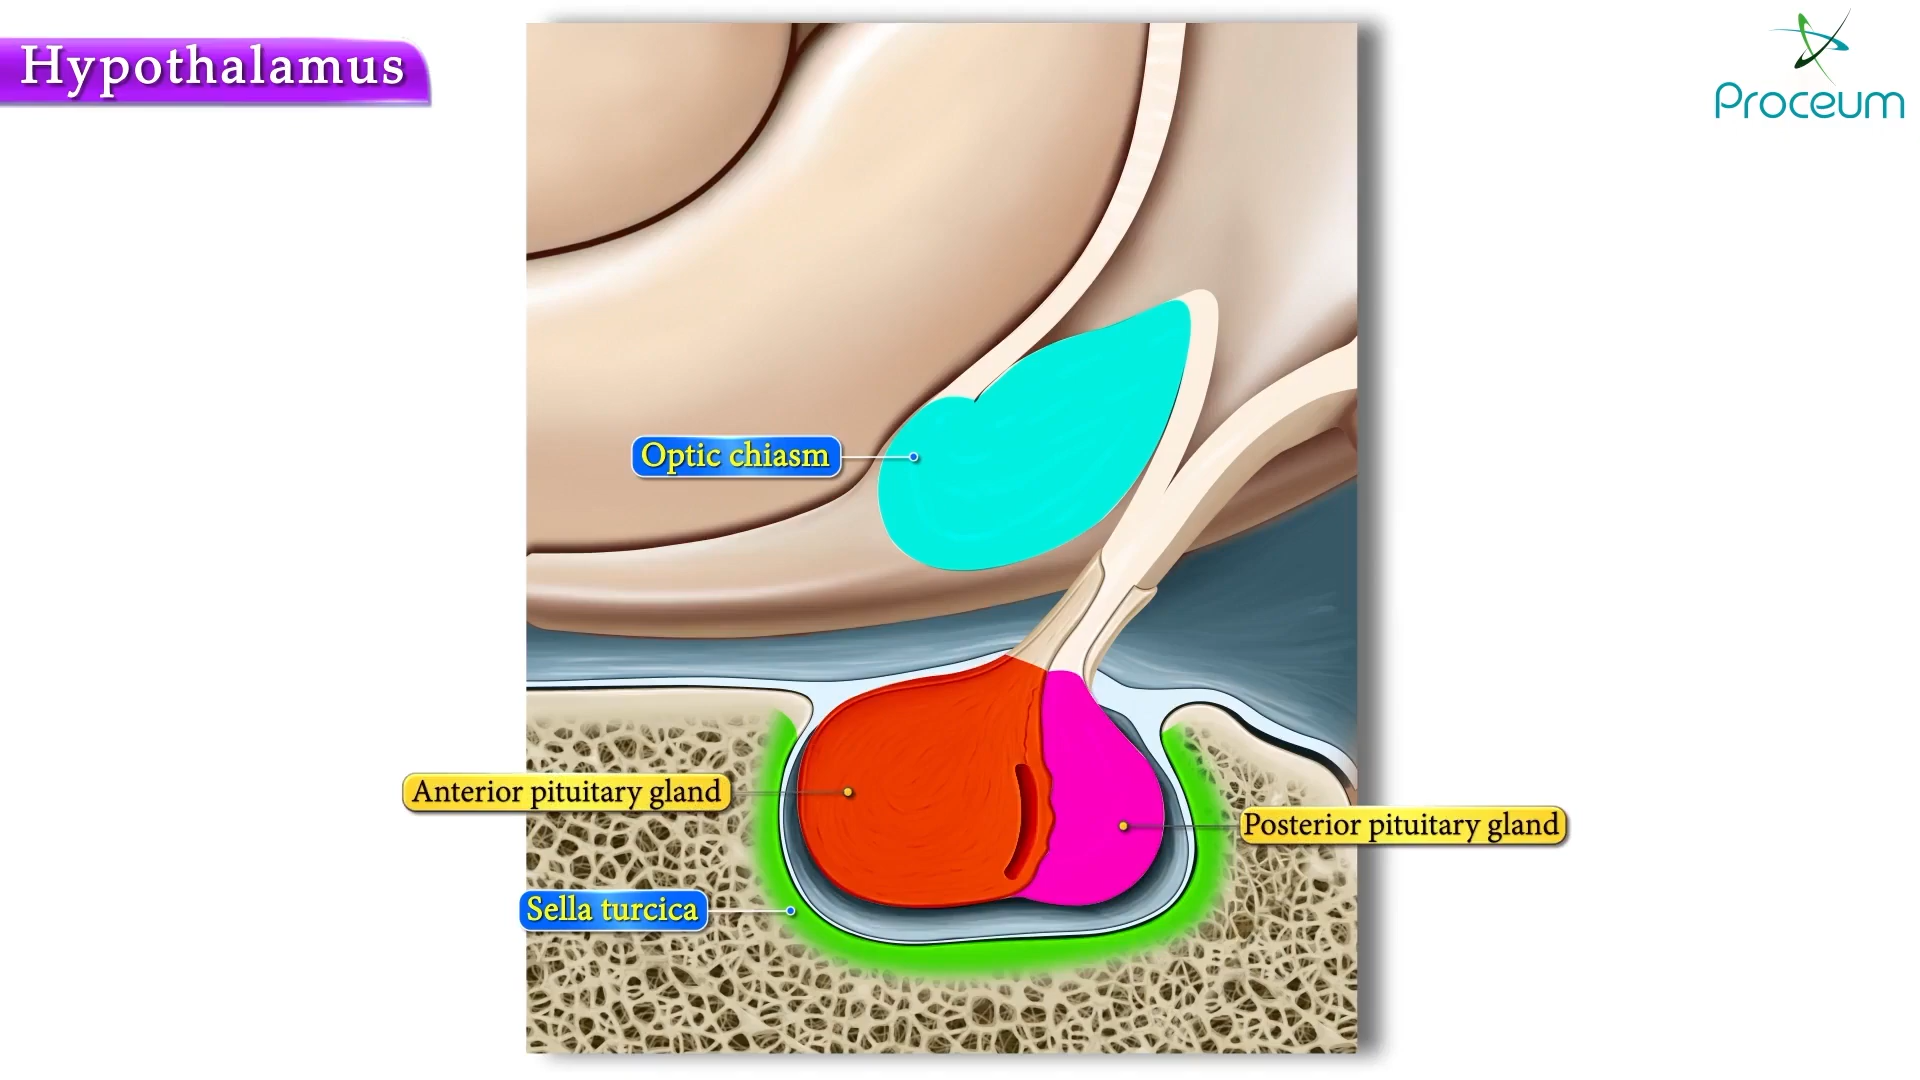 Hypothalamus
Proceum
Optic chiasm
Anterior pituitary gland
Posterior pituitary gland
Sella turcica